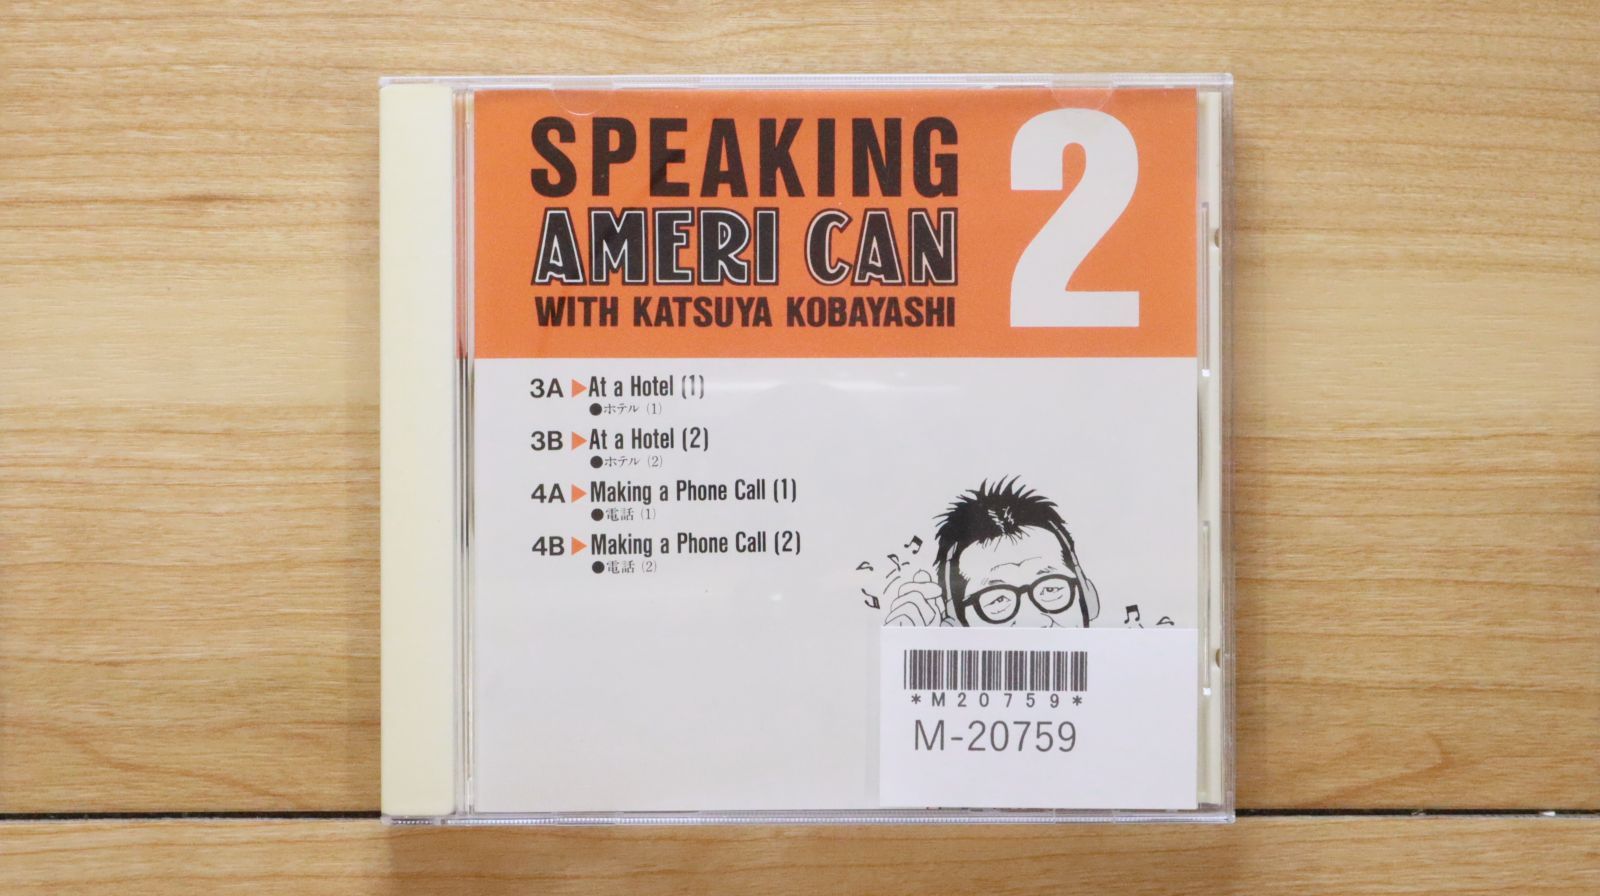 SPEAKING
AMERI CAN
WITH KATSUYA KOBAYASHI
2
3A ▶ At a Hotel (1)
●ホテル (1)
3B ▶ At a Hotel (2)
●ホテル (2)
4A ▶ Making a Phone Call (1)
●電話 (1)
4B ▶ Making a Phone Call (2)
●電話 (2)
*M20759*
M-20759